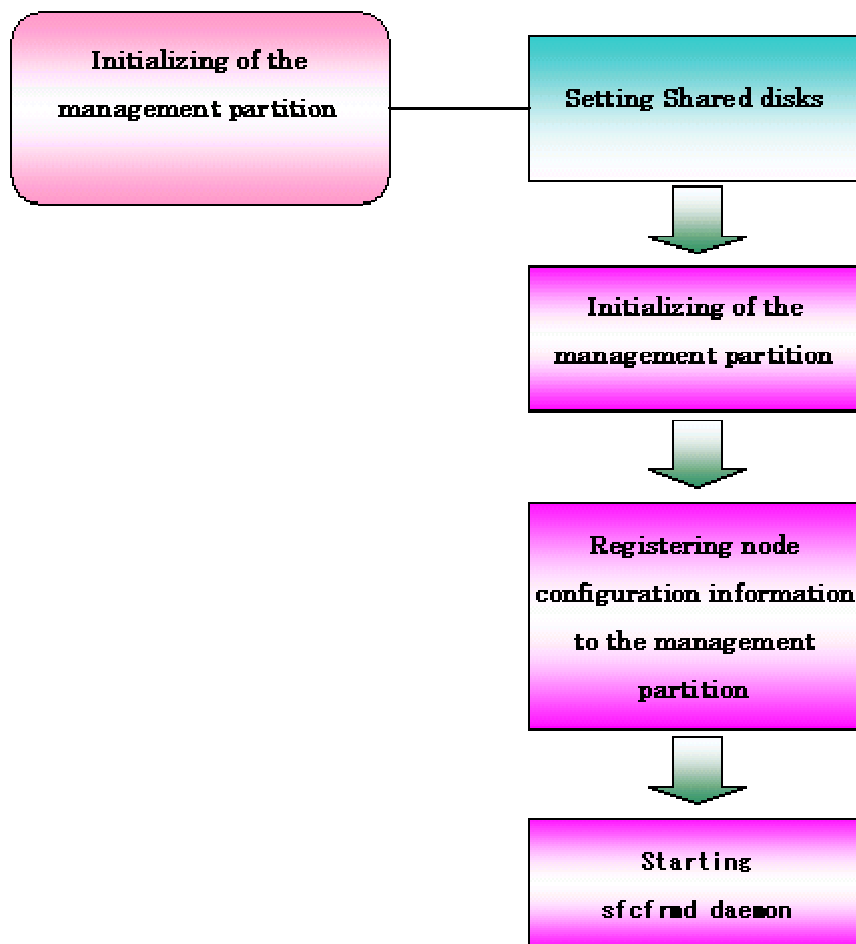 Initializing of the
management partition
Setting Shared disks
Initializing of the
management partition
Registering node
configuration information
to the management
partition
Starting
sfcfrmd daemon